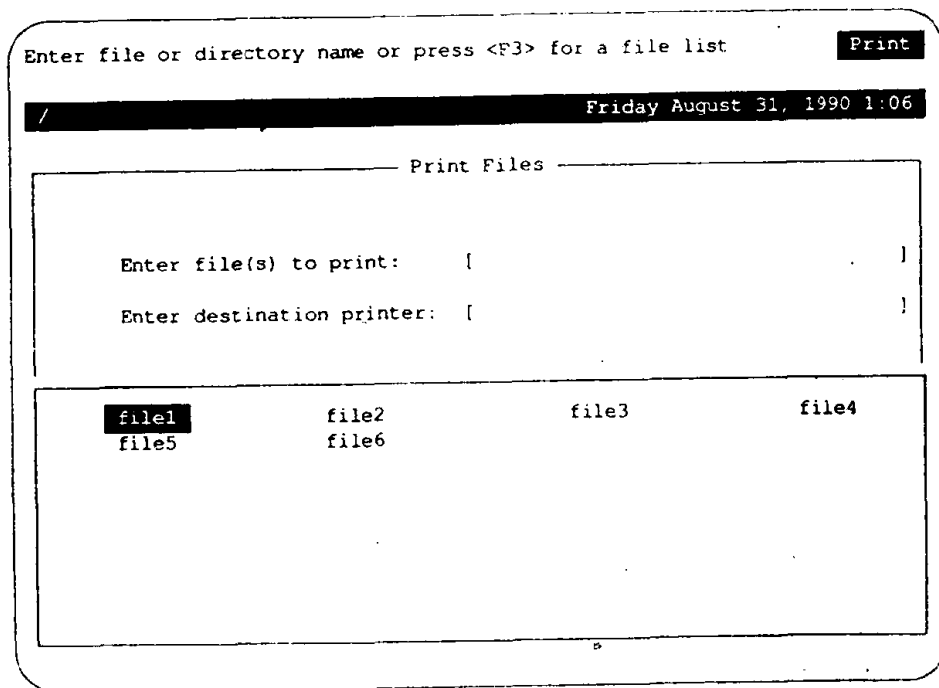 Enter file or directory name or press <F3> for a file list Print
/ Friday August 31, 1990 1:06
Print Files
Enter file(s) to print: [ ]
Enter destination printer: [ ]
file1 file2 file3 file4
file5 file6